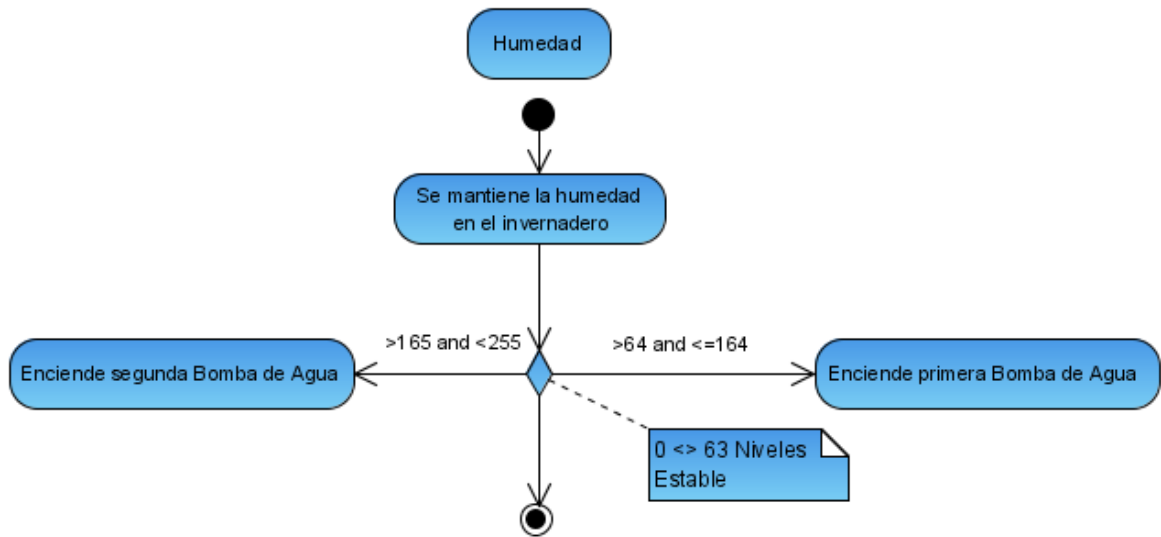 Humedad
Se mantiene la humedad
en el invernadero
>165 and <255
>64 and <=164
Enciende segunda Bomba de Agua
Enciende primera Bomba de Agua
0 <> 63 Niveles
Estable